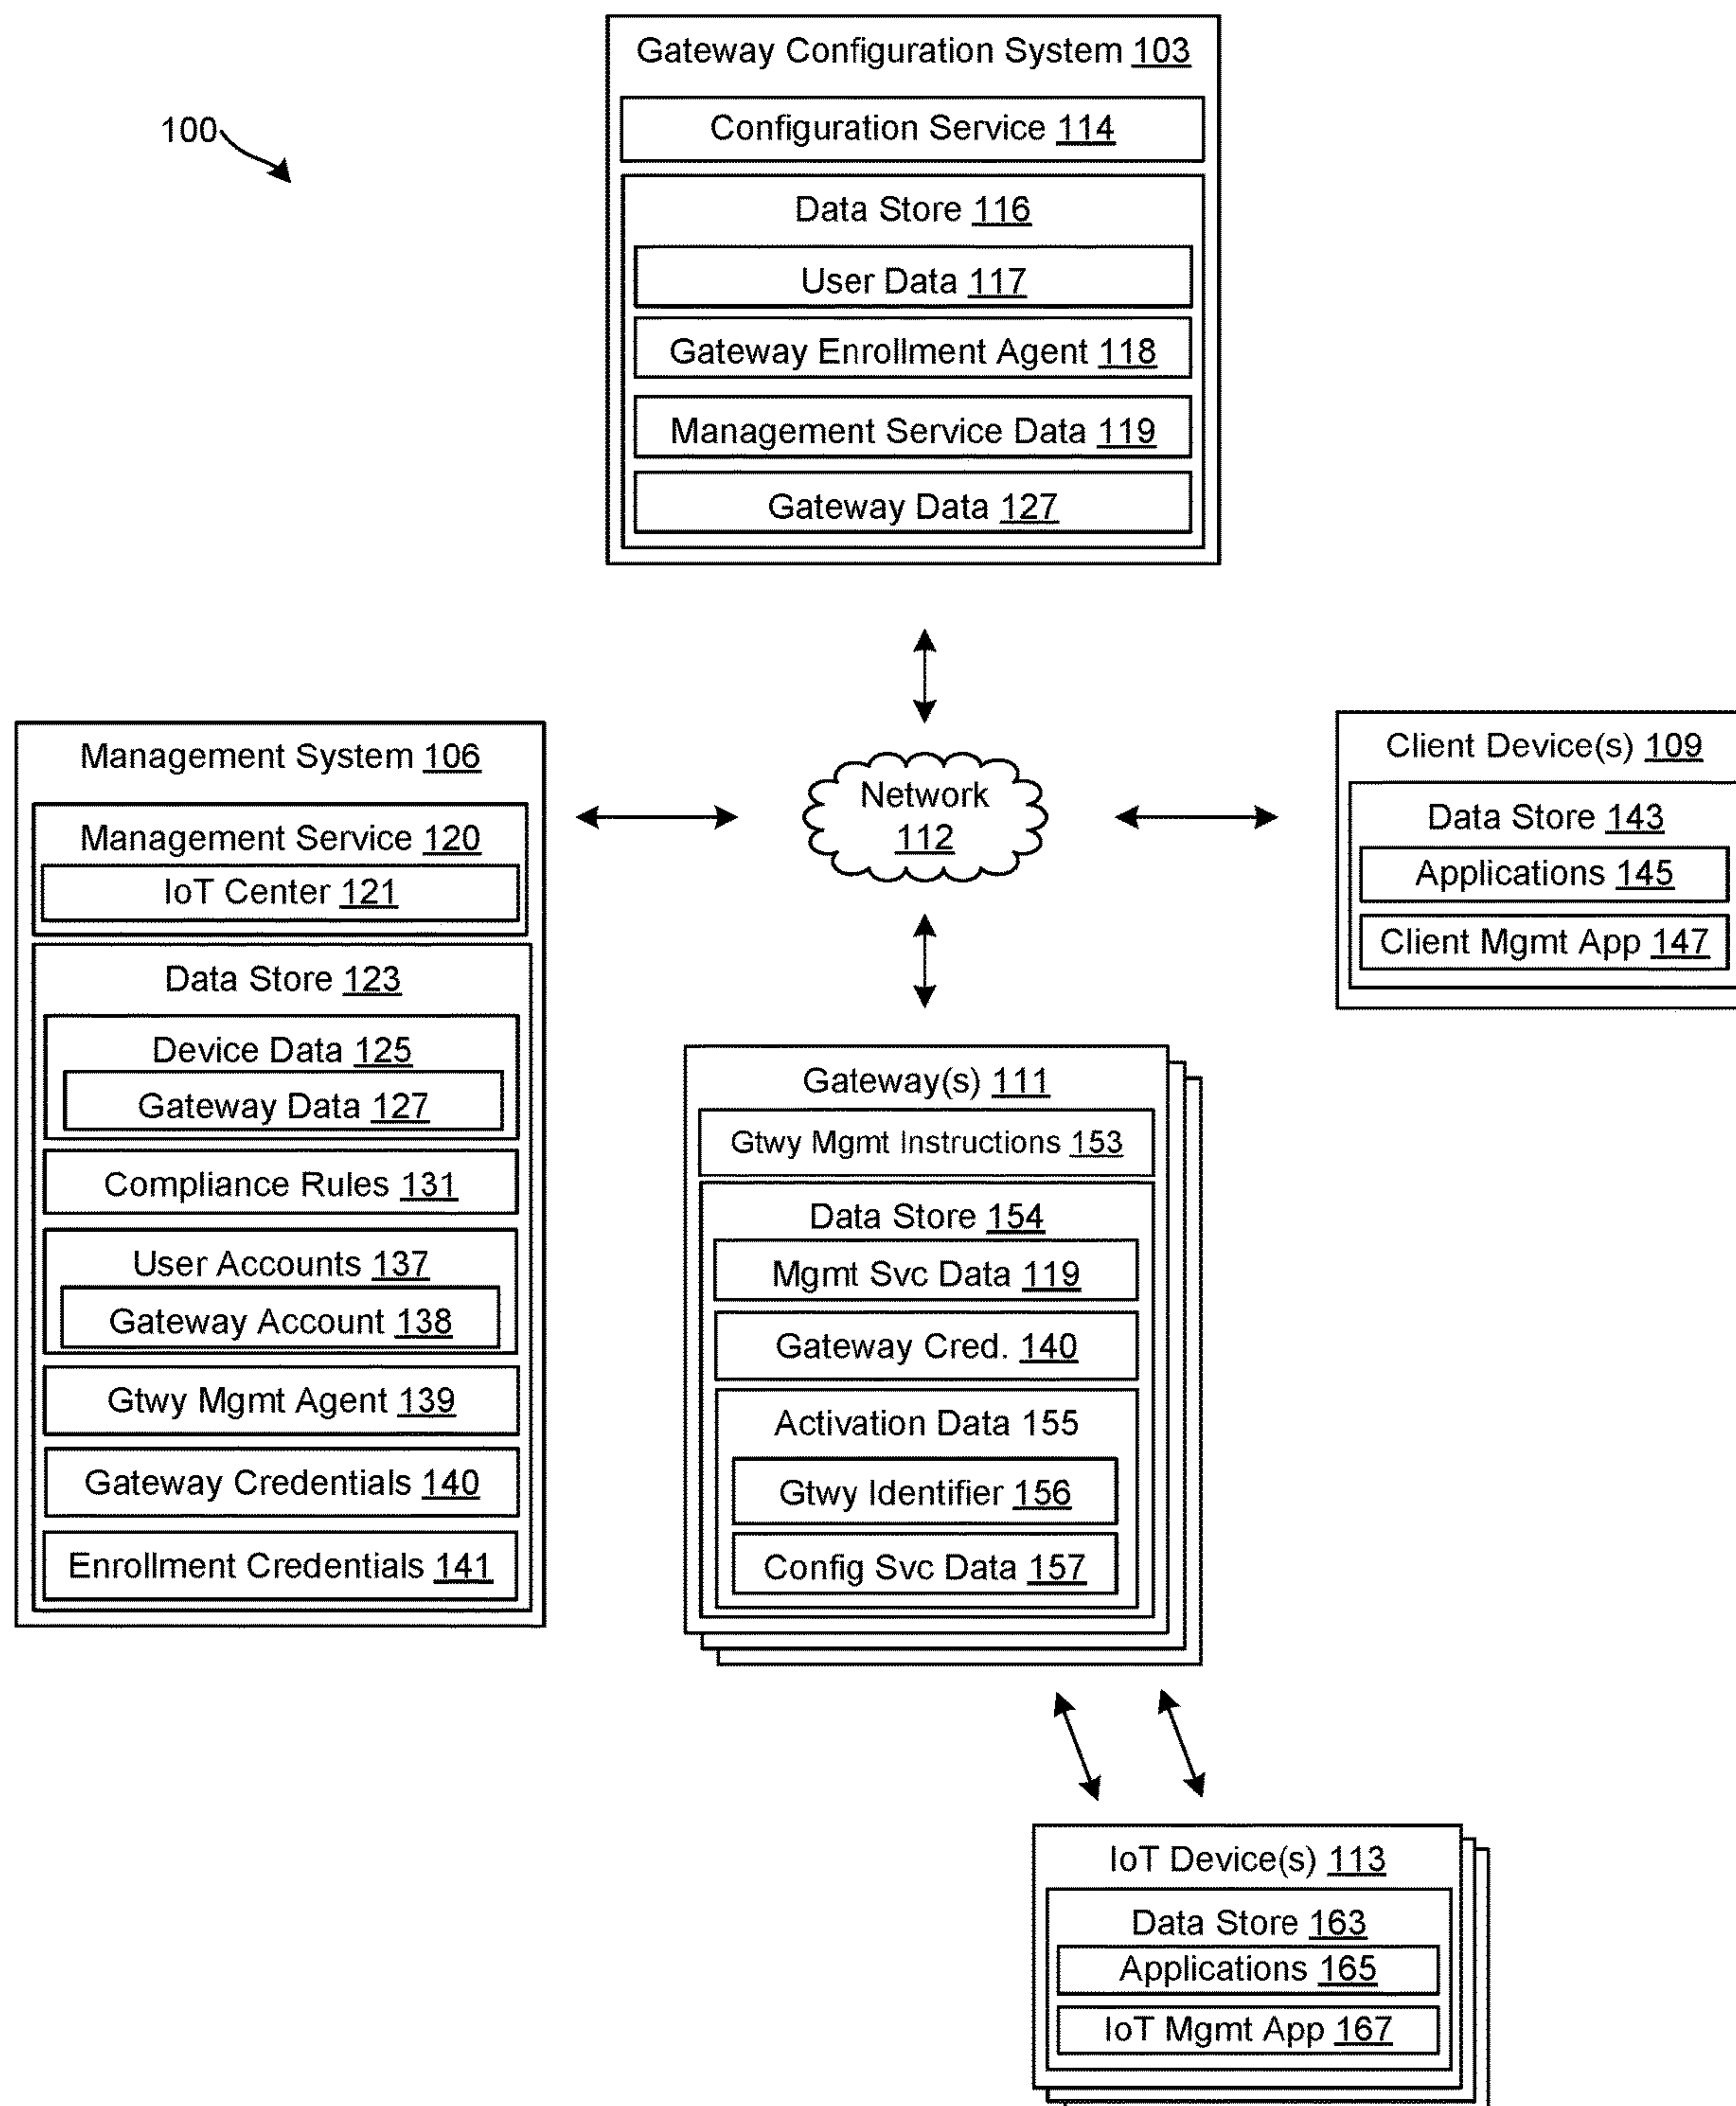 Gateway Configuration System 103
100
Configuration Service 114
Data Store 116
User Data 117
Gateway Enrollment Agent 118
Management Service Data 119
Gateway Data 127
Management System 106
Management Service 120
IoT Center 121
Data Store 123
Device Data 125
Gateway Data 127
Compliance Rules 131
User Accounts 137
Gateway Account 138
Gtwy Mgmt Agent 139
Gateway Credentials 140
Enrollment Credentials 141
Network
112
Client Device(s) 109
Data Store 143
Applications 145
Client Mgmt App 147
Gateway(s) 111
Gtwy Mgmt Instructions 153
Data Store 154
Mgmt Svc Data 119
Gateway Cred. 140
Activation Data 155
Gtwy Identifier 156
Config Svc Data 157
IoT Device(s) 113
Data Store 163
Applications 165
IoT Mgmt App 167